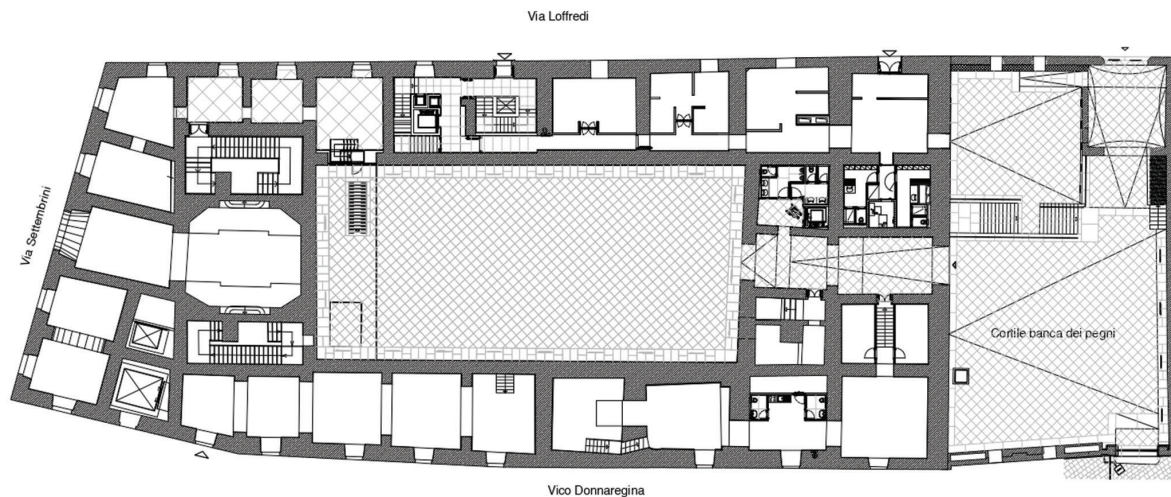 Via Loffredi
Via Settembrini
Cortile banca dei pegni
Vico Donnaregina